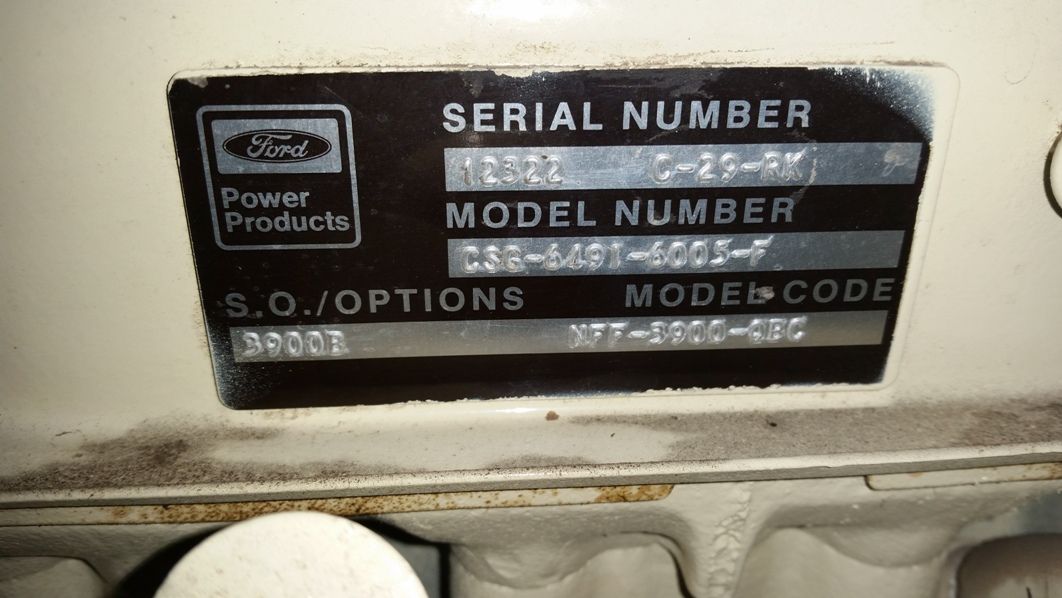 Ford
Power
Products
SERIAL NUMBER
12322 C-29-RK
MODEL NUMBER
CSG-6491-6005-F
S.O./OPTIONS MODEL CODE
3900B NFF-3900-QBC